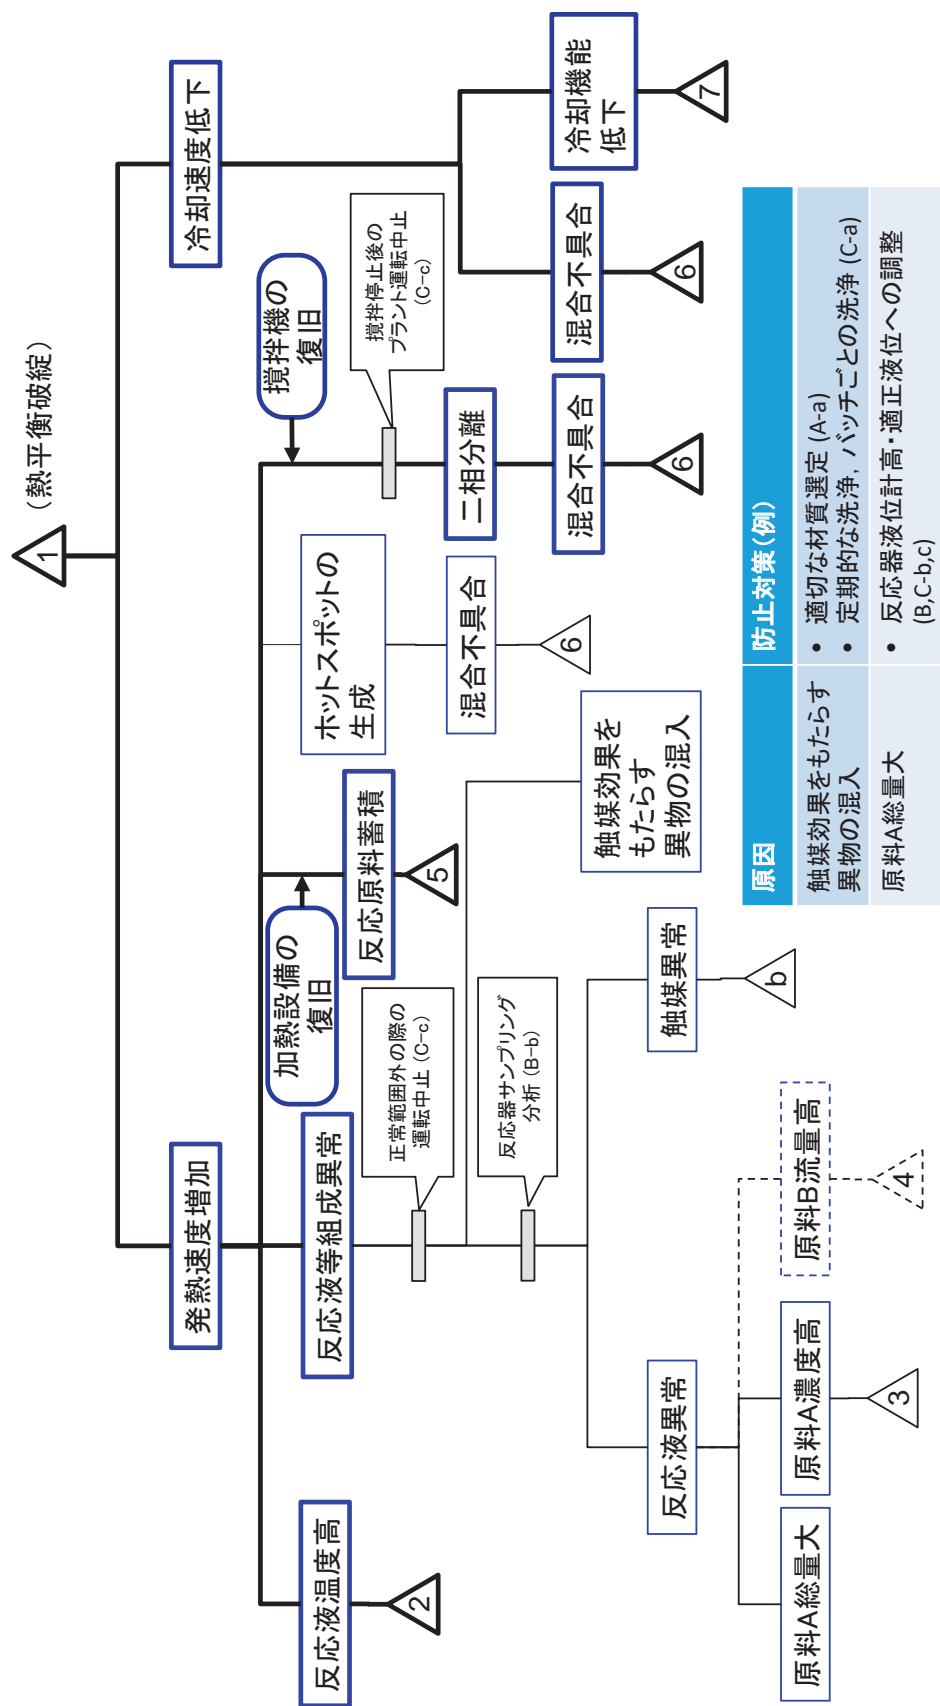 1
(熱平衡破綻)
発熱速度増加
冷却速度低下
反応液温度高
2
反応液等組成異常
加熱設備の
復旧
反応原料蓄積
5
ホットスポットの
生成
混合不具合
6
撹拌機の
復旧
撹拌停止後の
プラント運転中止
(C-c)
二相分離
混合不具合
6
混合不具合
6
冷却機能
低下
7
正常範囲外の際の
運転中止 (C-c)
反応器サンプリング
分析 (B-b)
触媒効果を
もたらす
異物の混入
反応液異常
触媒異常
b
原料A総量大
原料A濃度高
3
原料B流量高
4
原因
防止対策(例)
触媒効果をもたらす
異物の混入
• 適切な材質選定 (A-a)
• 定期的な洗浄, バッチごとの洗浄 (C-a)
原料A総量大
• 反応器液位計高・適正液位への調整
(B,C-b,c)